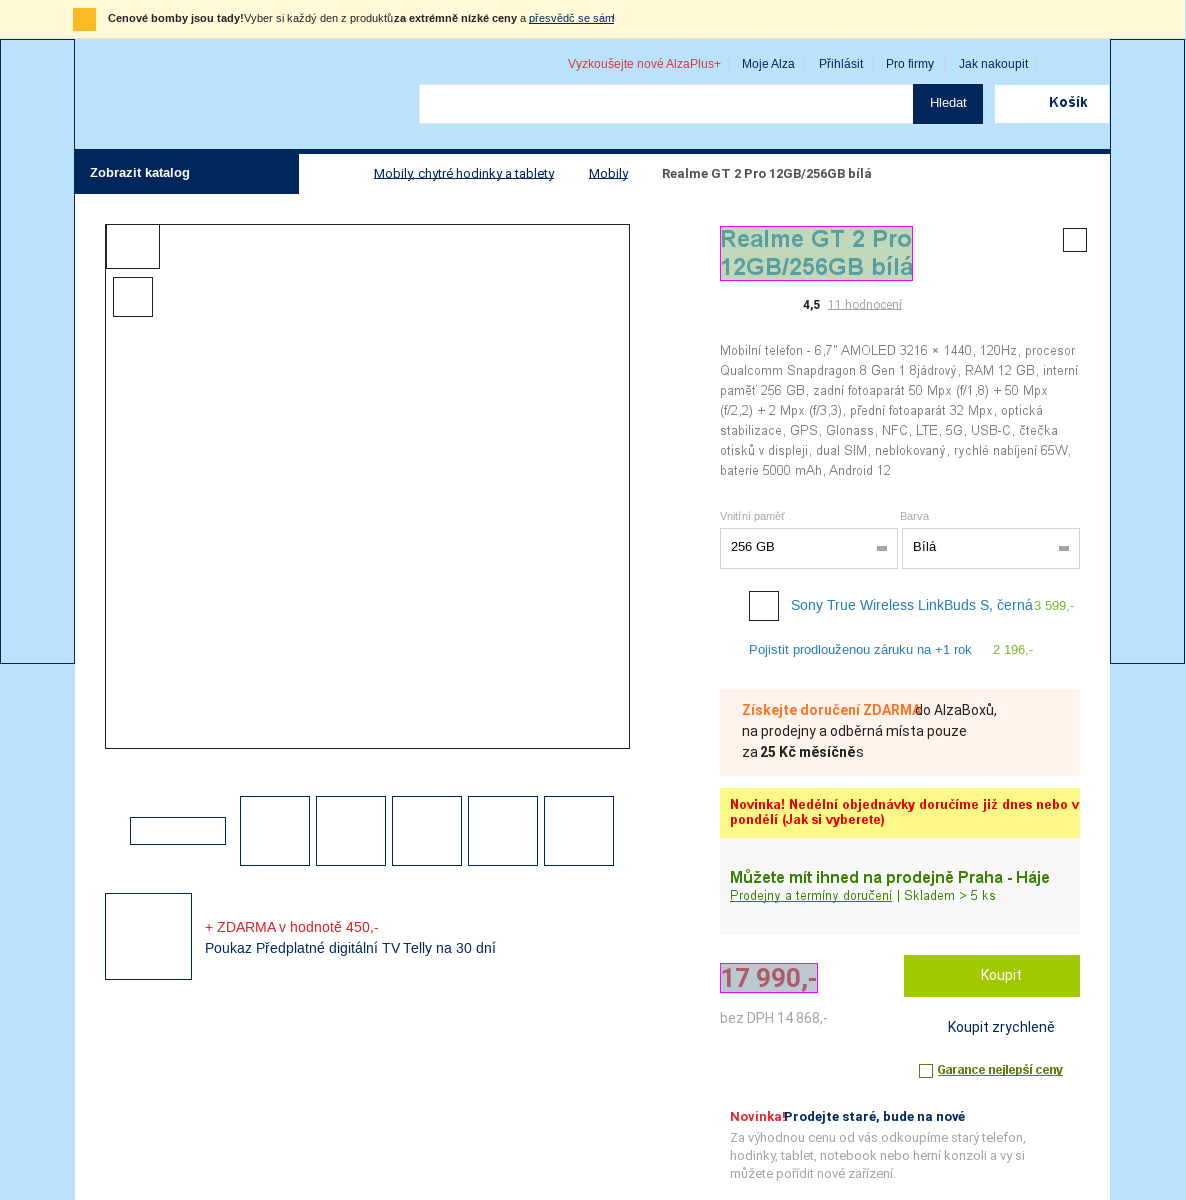 Cenové bomby jsou tady! Vyber si každý den z produktů za extrémně nízké ceny a přesvědč se sám!
Vyzkoušejte nové AlzaPlus+
Moje Alza
Přihlásit
Pro firmy
Jak nakoupit
Hledat
Košík
Zobrazit katalog
Mobily, chytré hodinky a tablety
Mobily
Realme GT 2 Pro 12GB/256GB bílá
Realme GT 2 Pro
12GB/256GB bílá
4,5 11 hodnocení
Mobilní telefon - 6,7" AMOLED 3216 × 1440, 120Hz, procesor
Qualcomm Snapdragon 8 Gen 1 8jádrový, RAM 12 GB, interní
paměť 256 GB, zadní fotoaparát 50 Mpx (f/1,8) + 50 Mpx
(f/2,2) + 2 Mpx (f/3,3), přední fotoaparát 32 Mpx, optická
stabilizace, GPS, Glonass, NFC, LTE, 5G, USB-C, čtečka
otisků v displeji, dual SIM, neblokovaný, rychlé nabíjení 65W,
baterie 5000 mAh, Android 12
Vnitřní paměť
Barva
256 GB
Bílá
Sony True Wireless LinkBuds S, černá 3 599,-
Pojistit prodlouženou záruku na +1 rok 2 196,-
Získejte doručení ZDARMA do AlzaBoxů,
na prodejny a odběrná místa pouze
za 25 Kč měsíčně s
Novinka! Nedělní objednávky doručíme již dnes nebo v
pondělí (Jak si vyberete)
Můžete mít ihned na prodejně Praha - Háje
Prodejny a termíny doručení | Skladem > 5 ks
+ ZDARMA v hodnotě 450,-
Poukaz Předplatné digitální TV Telly na 30 dní
17 990,-
Koupit
bez DPH 14 868,-
Koupit zrychleně
Garance nejlepší ceny
Novinka! Prodejte staré, bude na nové
Za výhodnou cenu od vás odkoupíme starý telefon,
hodinky, tablet, notebook nebo herní konzoli a vy si
můžete pořídit nové zařízení.